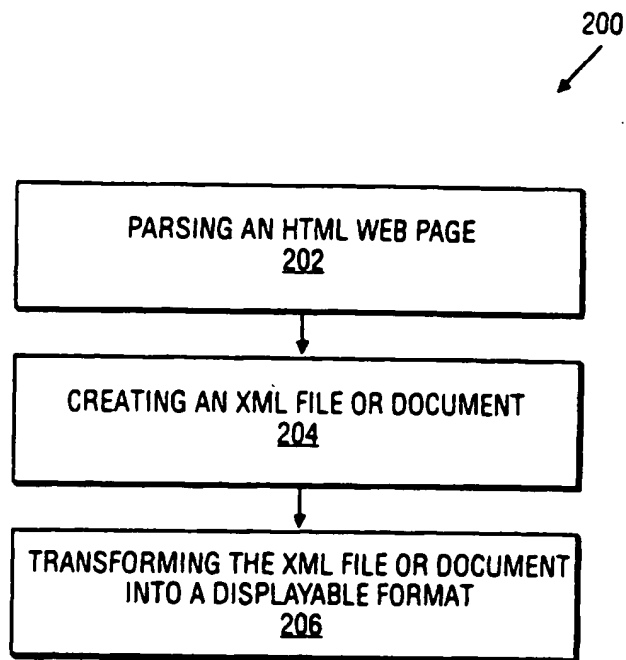 200
PARSING AN HTML WEB PAGE
202
CREATING AN XML FILE OR DOCUMENT
204
TRANSFORMING THE XML FILE OR DOCUMENT
INTO A DISPLAYABLE FORMAT
206